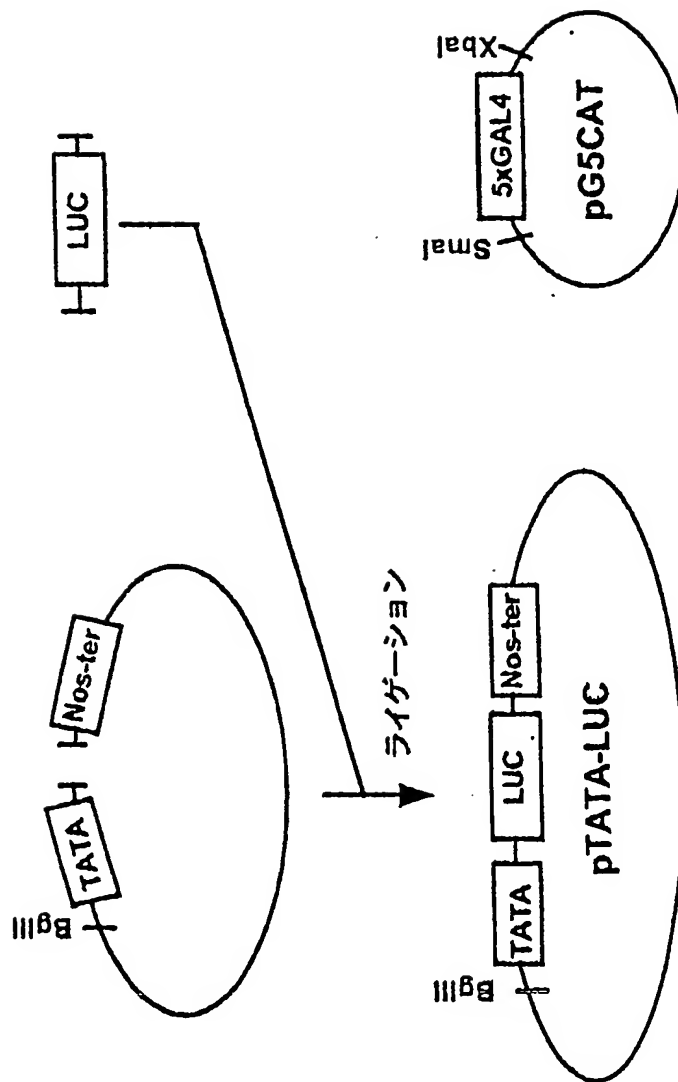 BglII
TATA
Nos-ter
LUC
ライゲーション
BglII
TATA
LUC
Nos-ter
pTATA-LUC
SmaI
5xGAL4
XbaI
pG5CAT